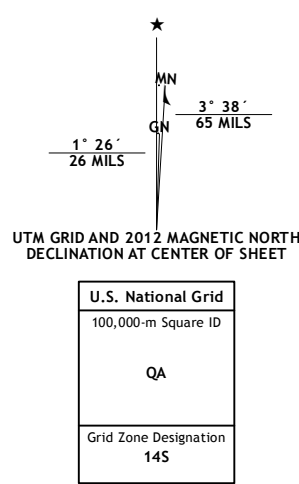 ★
MN
3° 38´
65 MILS
GN
1° 26´
26 MILS
UTM GRID AND 2012 MAGNETIC NORTH
DECLINATION AT CENTER OF SHEET
U.S. National Grid
100,000-m Square ID
QA
Grid Zone Designation
14S